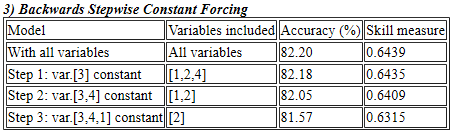 3) Backwards Stepwise Constant Forcing
Model Variables included Accuracy (%) Skill measure
With all variables All variables 82.20 0.6439
Step 1: var.[3] constant [1,2,4] 82.18 0.6435
Step 2: var.[3,4] constant [1,2] 82.05 0.6409
Step 3: var.[3,4,1] constant [2] 81.57 0.6315